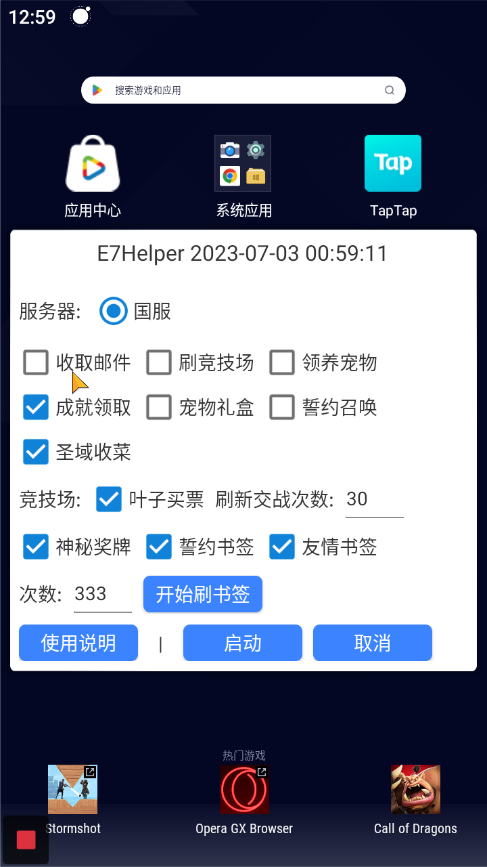 12:59
搜索游戏和应用
应用中心 系统应用 TapTap
Tap
E7Helper 2023-07-03 00:59:11
服务器: 国服
收取邮件 刷竞技场 领养宠物
成就领取 宠物礼盒 誓约召唤
圣域收菜
竞技场: 叶子买票 刷新交战次数: 30
神秘奖牌 誓约书签 友情书签
次数: 333 开始刷书签
使用说明 | 启动 取消
热门游戏
Stormshot Opera GX Browser Call of Dragons